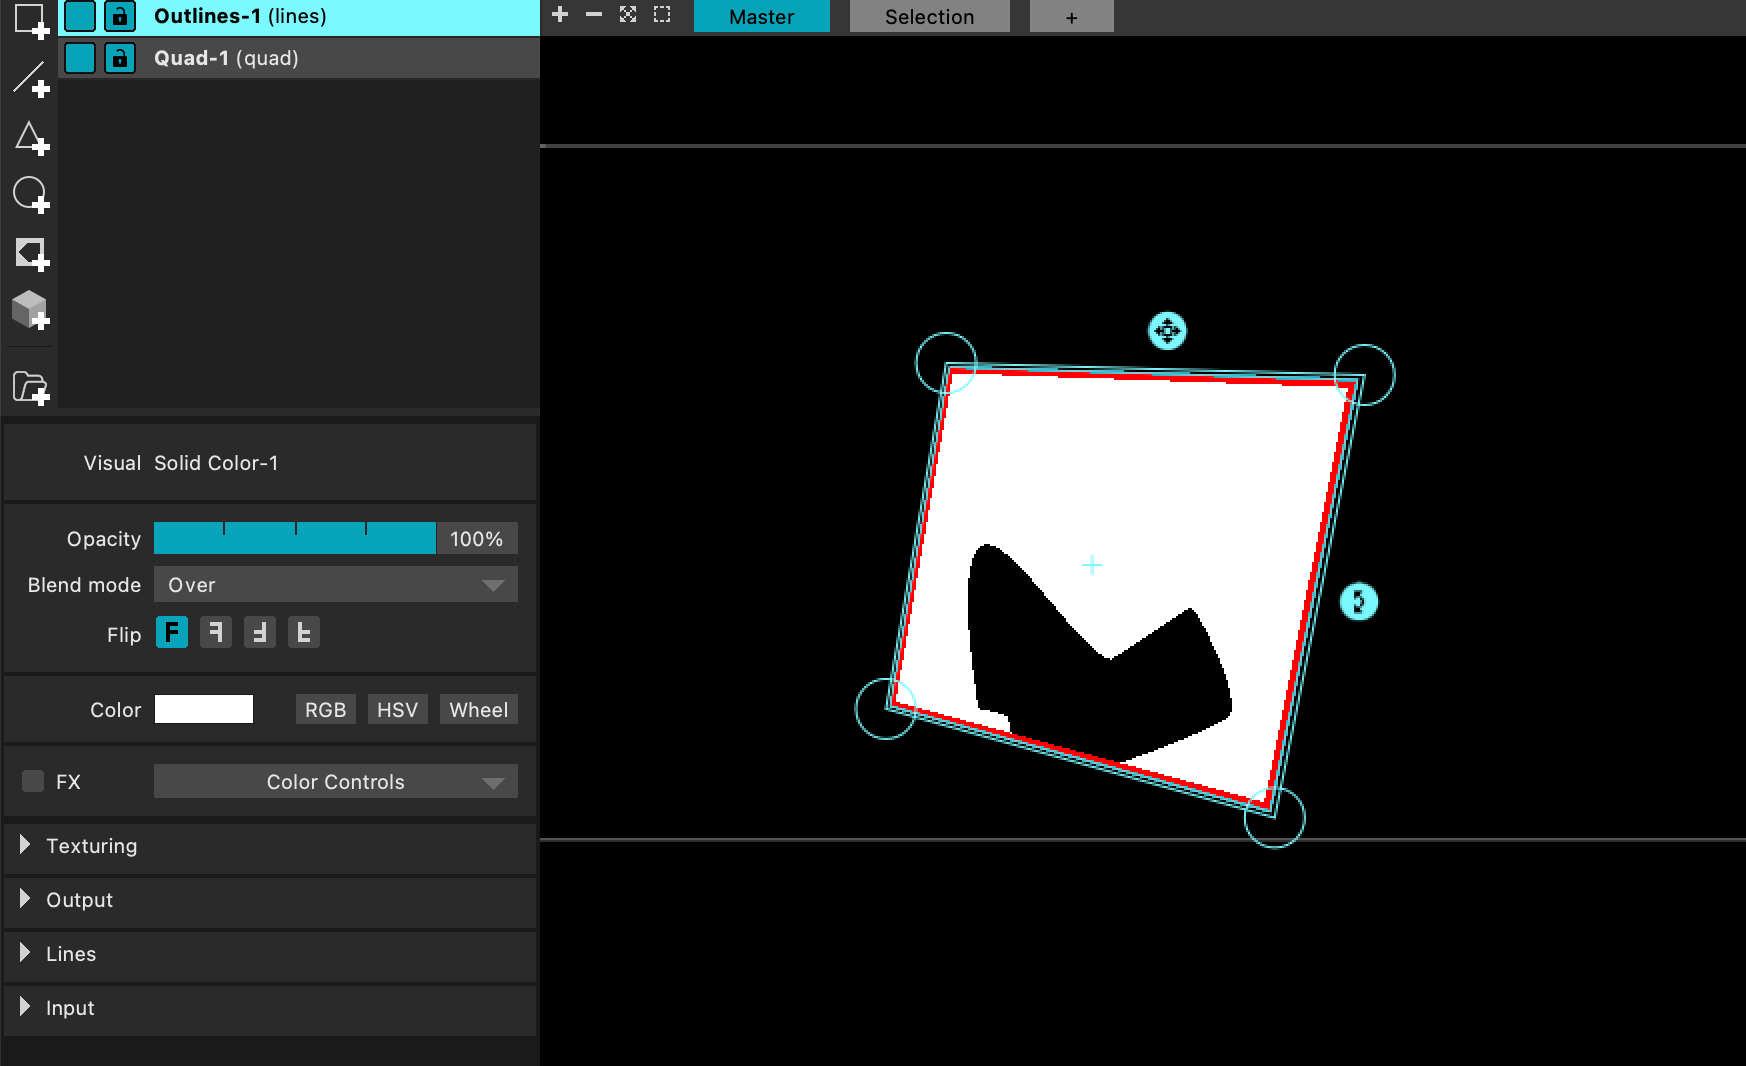 Outlines-1 (lines)
Quad-1 (quad)
Master
Selection
+
Visual Solid Color-1
Opacity 100%
Blend mode Over
Flip F
Color RGB HSV Wheel
FX Color Controls
Texturing
Output
Lines
Input